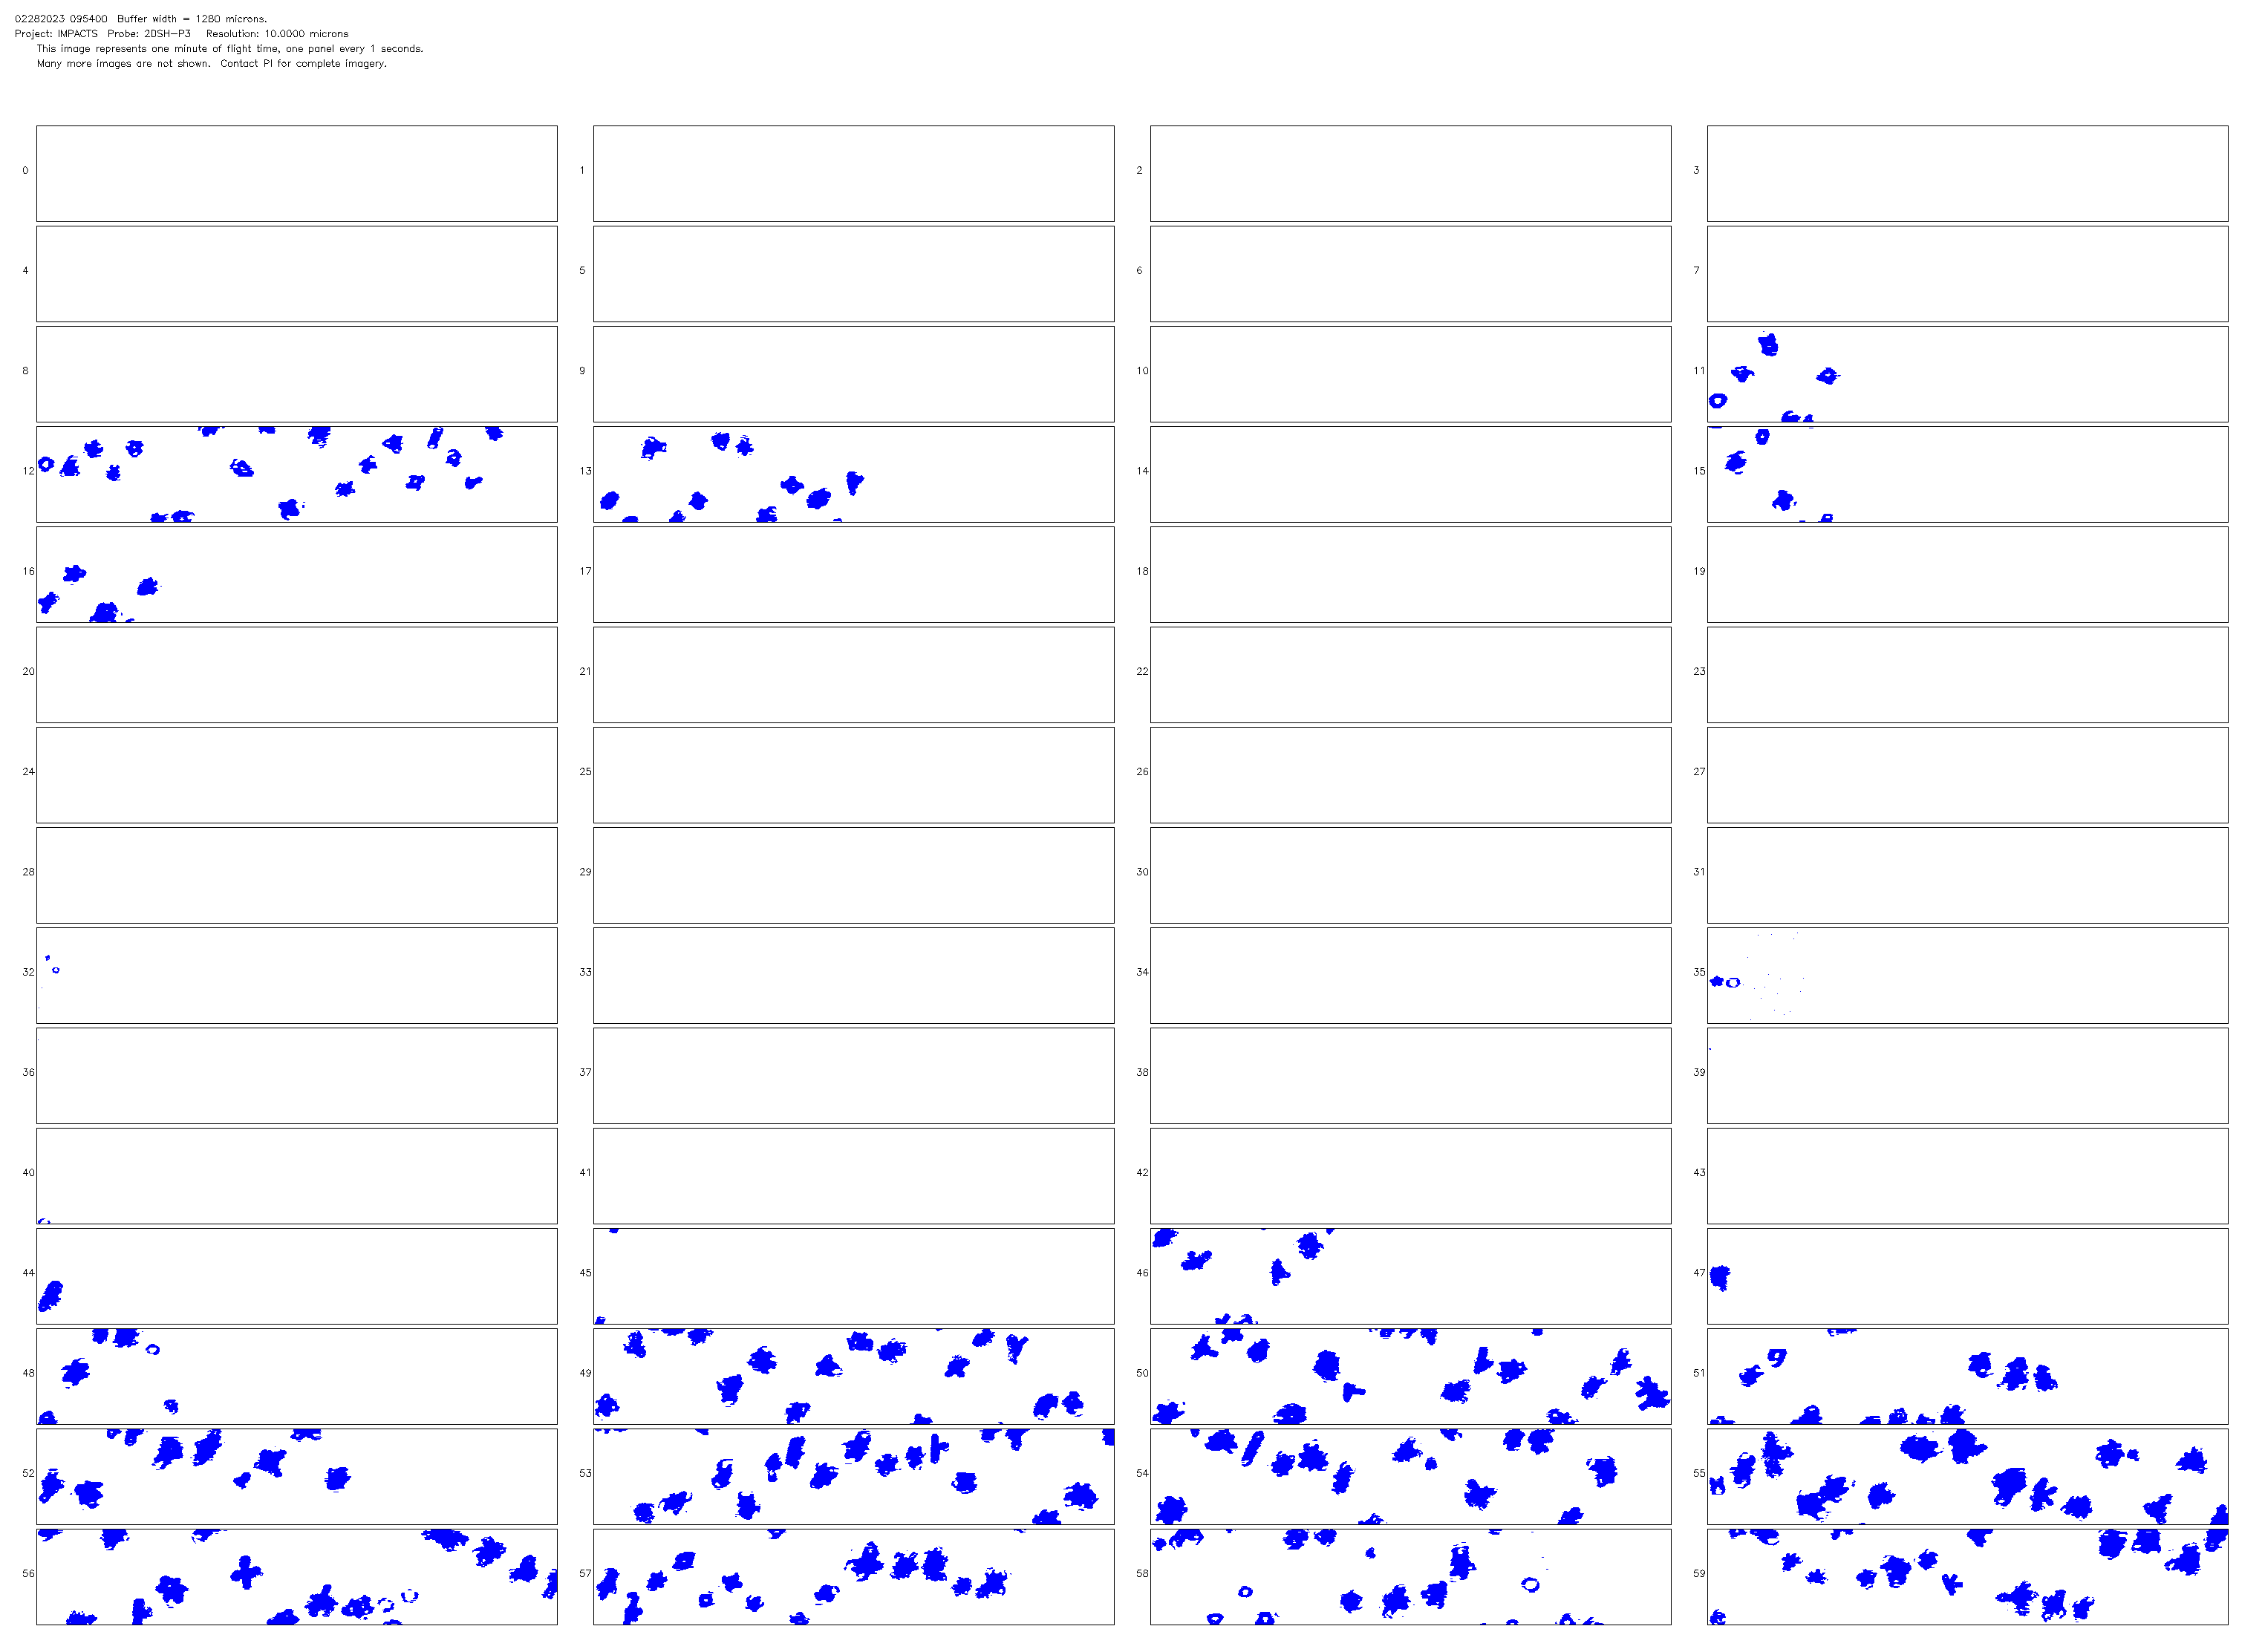 02282023 095400 Buffer width = 1280 microns.
Project: IMPACTS Probe: 2DSH-P3 Resolution: 10.0000 microns
This image represents one minute of flight time, one panel every 1 seconds.
Many more images are not shown. Contact PI for complete imagery.
0 1 2 3
4 5 6 7
8 9 10 11
12 13 14 15
16 17 18 19
20 21 22 23
24 25 26 27
28 29 30 31
32 33 34 35
36 37 38 39
40 41 42 43
44 45 46 47
48 49 50 51
52 53 54 55
56 57 58 59